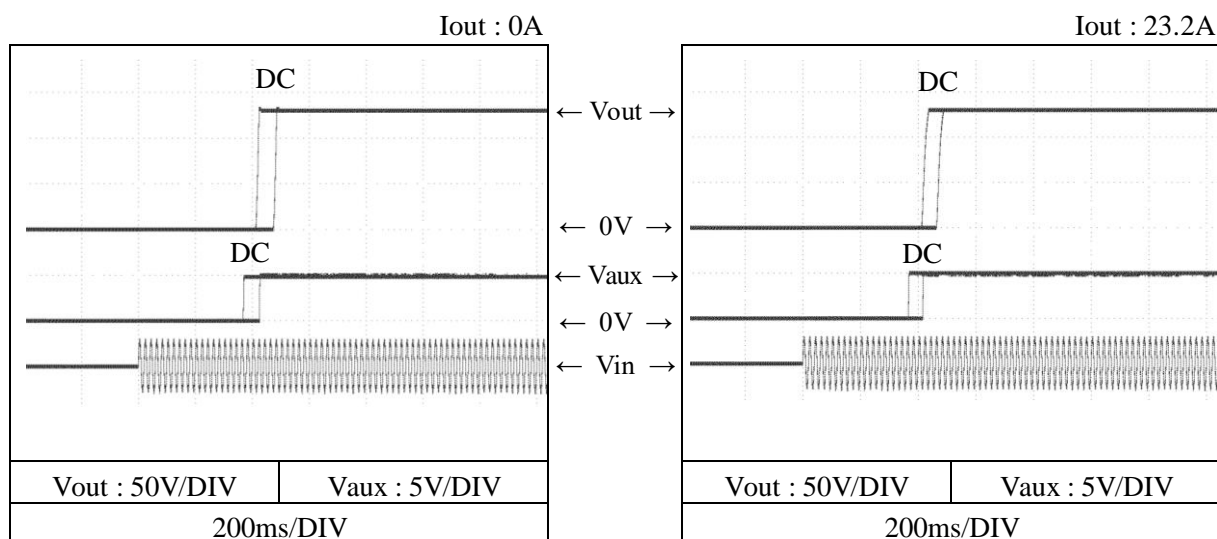 Iout : 0A
Iout : 23.2A
DC
DC
← Vout →
← 0V →
DC
DC
← Vaux →
← 0V →
← Vin →
Vout : 50V/DIV
Vaux : 5V/DIV
Vout : 50V/DIV
Vaux : 5V/DIV
200ms/DIV
200ms/DIV